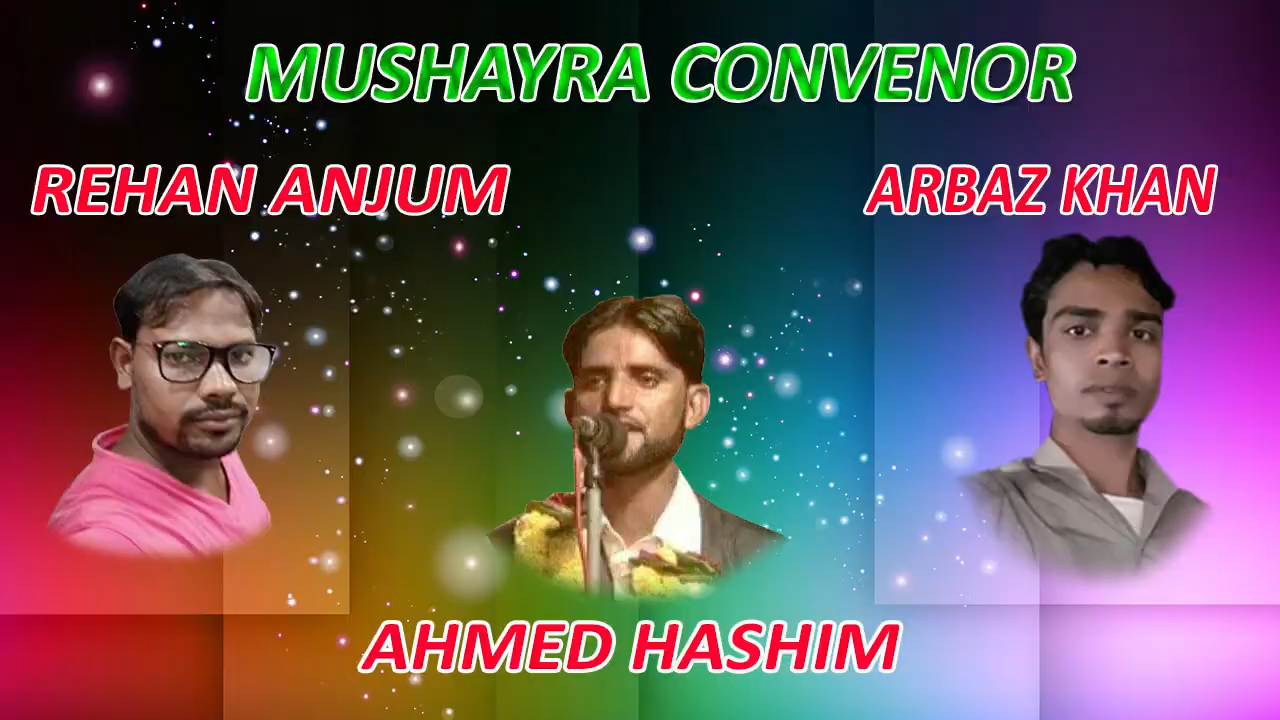 MUSHAYRA CONVENOR
REHAN ANJUM
ARBAZ KHAN
AHMED HASHIM